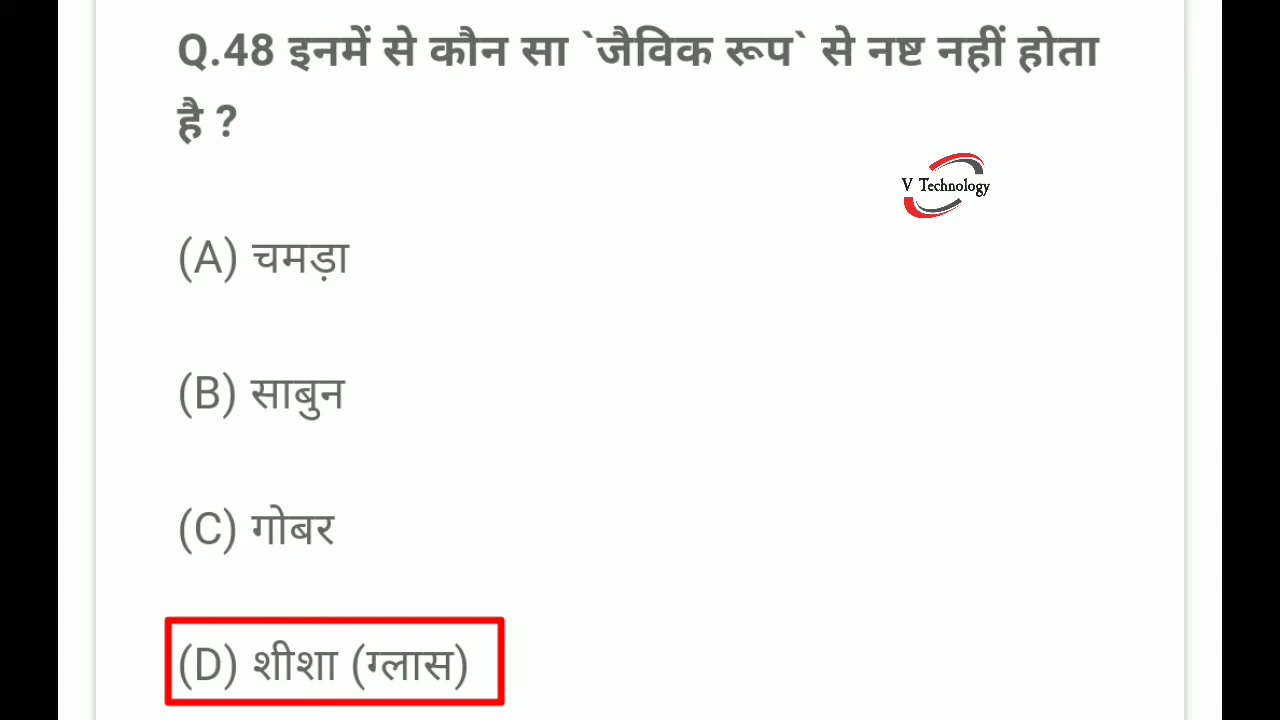 Q.48 इनमें से कौन सा `जैविक रूप` से नष्ट नहीं होता
है ?
V Technology
(A) चमड़ा
(B) साबुन
(C) गोबर
(D) शीशा (ग्लास)